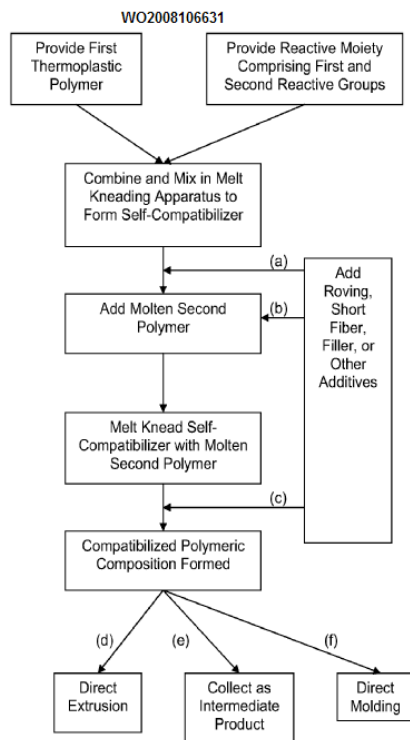 WO2008106631
Provide First
Thermoplastic
Polymer
Provide Reactive Moiety
Comprising First and
Second Reactive Groups
Combine and Mix in Melt
Kneading Apparatus to
Form Self-Compatibilizer
(a)
Add
Roving,
Short
Fiber,
Filler, or
Other
Additives
(b)
Add Molten Second
Polymer
Melt Knead Self-
Compatibilizer with Molten
Second Polymer
(c)
Compatibilized Polymeric
Composition Formed
(d)
(e)
(f)
Direct
Extrusion
Collect as
Intermediate
Product
Direct
Molding